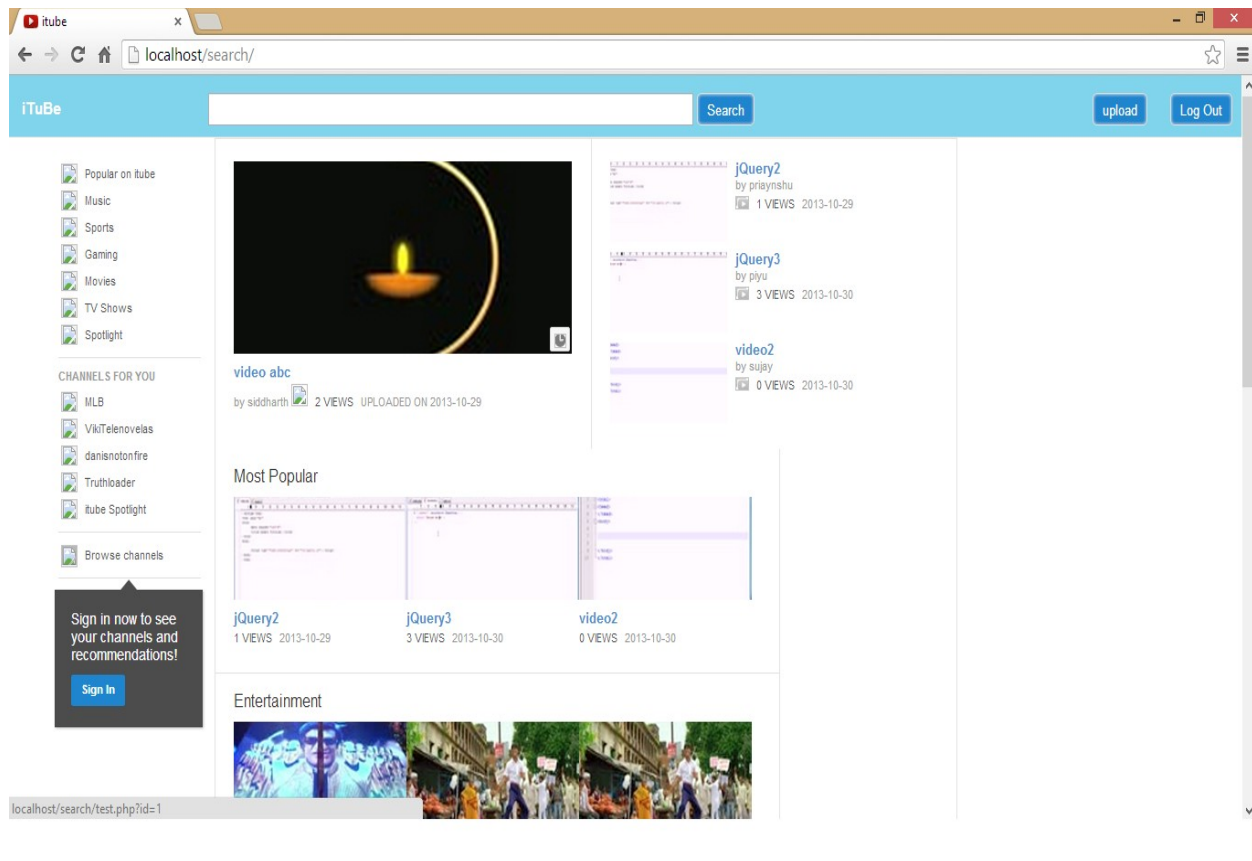 itube
localhost/search/
iTuBe
Search
upload
Log Out
Popular on itube
Music
Sports
Gaming
Movies
TV Shows
Spotlight
CHANNELS FOR YOU
MLB
VikiTelenovelas
danisnotonfire
Truthloader
itube Spotlight
Browse channels
Sign in now to see
your channels and
recommendations!
Sign In
video abc
by siddharth 2 VIEWS UPLOADED ON 2013-10-29
jQuery2
by priaynshu
1 VIEWS 2013-10-29
jQuery3
by piyu
3 VIEWS 2013-10-30
video2
by sujay
0 VIEWS 2013-10-30
Most Popular
jQuery2
1 VIEWS 2013-10-29
jQuery3
3 VIEWS 2013-10-30
video2
0 VIEWS 2013-10-30
Entertainment
localhost/search/test.php?id=1